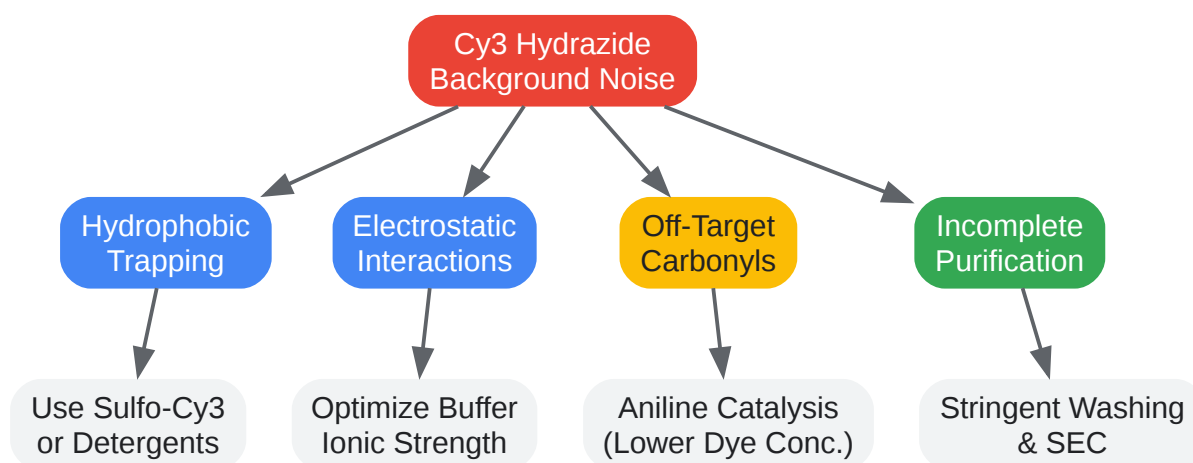 Cy3 Hydrazide
Background Noise
Hydrophobic
Trapping
Electrostatic
Interactions
Off-Target
Carbonyls
Incomplete
Purification
Use Sulfo-Cy3
or Detergents
Optimize Buffer
Ionic Strength
Aniline Catalysis
(Lower Dye Conc.)
Stringent Washing
& SEC